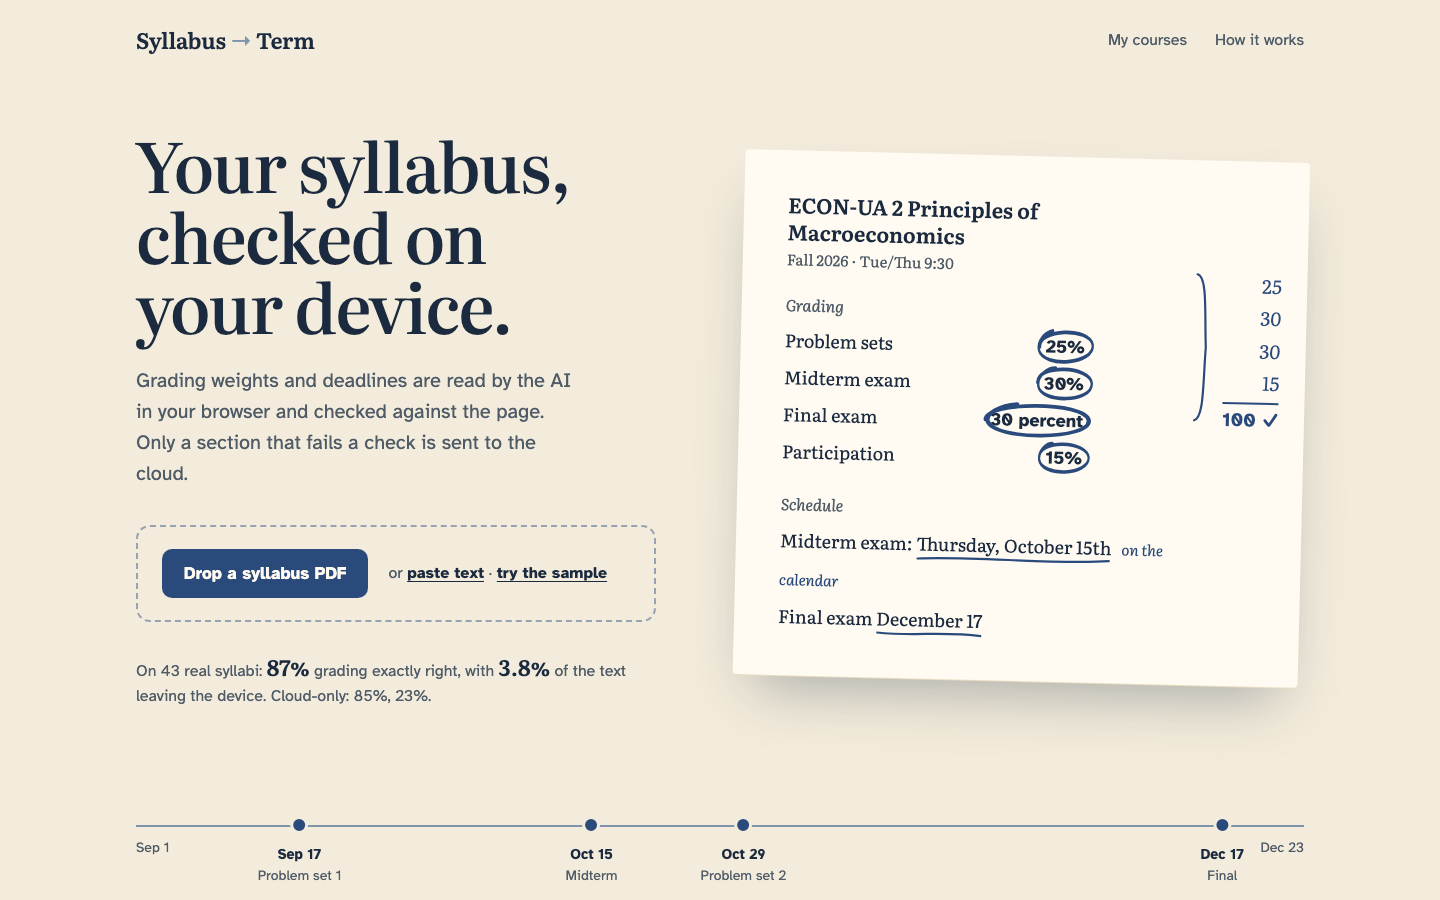 Syllabus → Term
My courses
How it works
Your syllabus,
checked on
your device.
Grading weights and deadlines are read by the AI
in your browser and checked against the page.
Only a section that fails a check is sent to the
cloud.
Drop a syllabus PDF
or paste text · try the sample
On 43 real syllabi: 87% grading exactly right, with 3.8% of the text
leaving the device. Cloud-only: 85%, 23%.
ECON-UA 2 Principles of
Macroeconomics
Fall 2026 · Tue/Thu 9:30
Grading
Problem sets 25%
Midterm exam 30%
Final exam 30 percent
Participation 15%
25
30
30
15
100 ✓
Schedule
Midterm exam: Thursday, October 15th on the
calendar
Final exam December 17
Sep 1
Sep 17
Problem set 1
Oct 15
Midterm
Oct 29
Problem set 2
Dec 17
Final
Dec 23